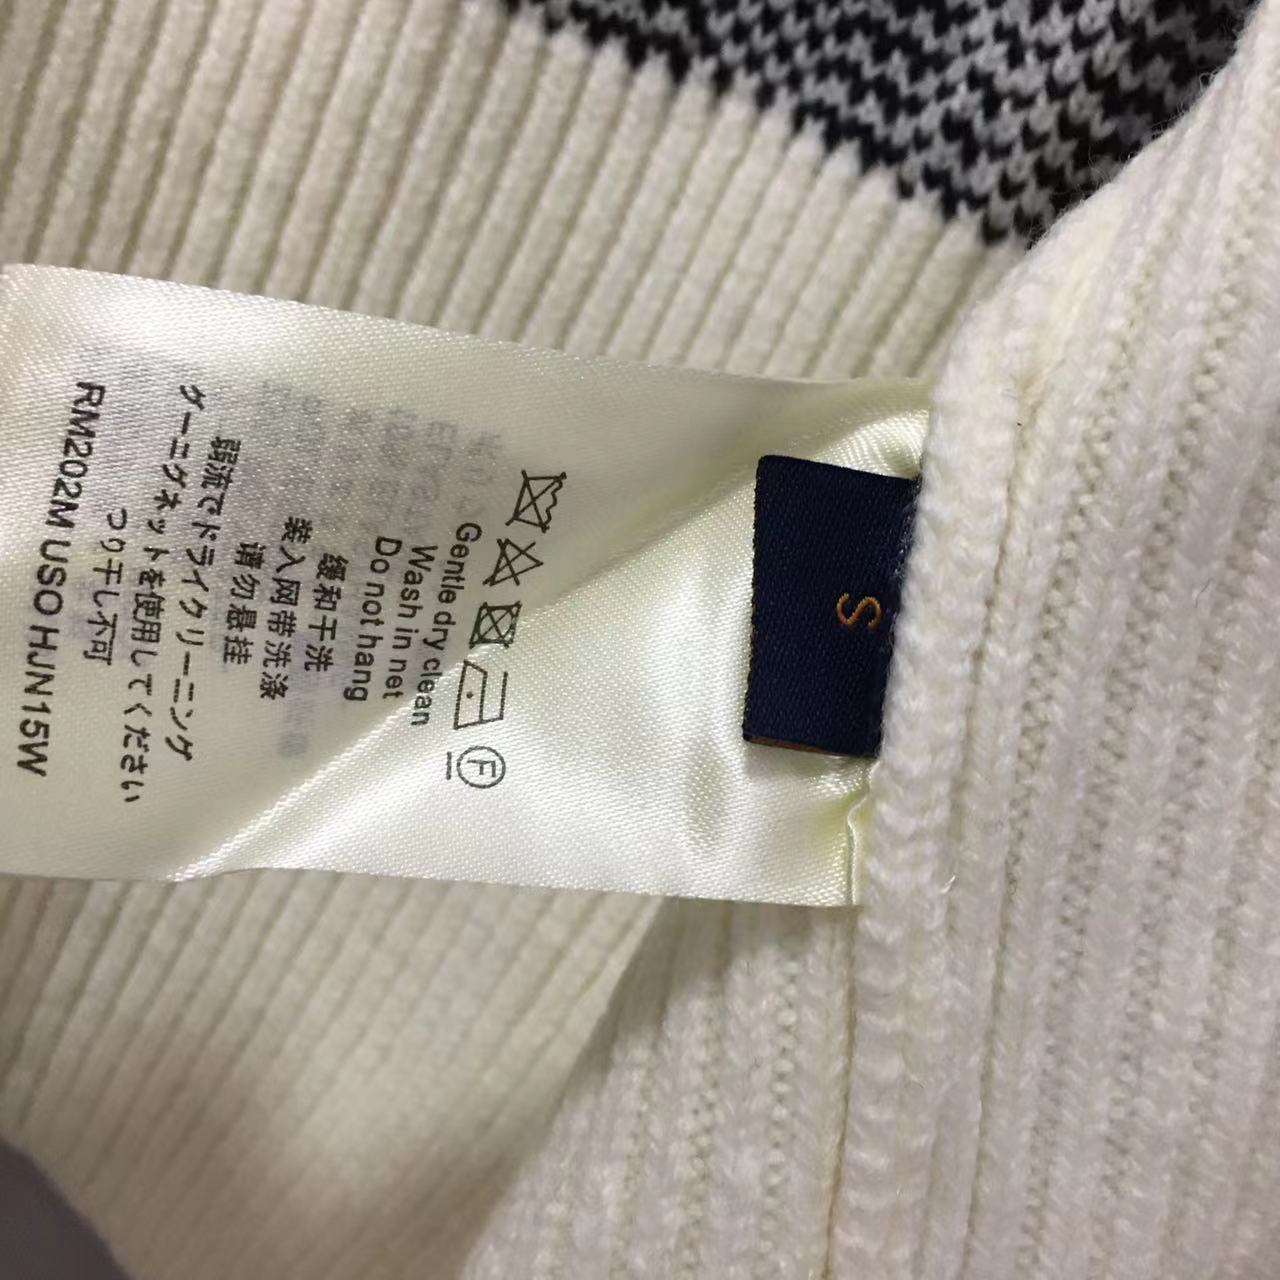 Gentle dry clean
Wash in net
Do not hang
缓和干洗
装入网带洗涤
请勿悬挂
弱流でドライクリーニング
グーニグネットを使用してください
つり干し不可
RM202M USO HJN15W
F
S